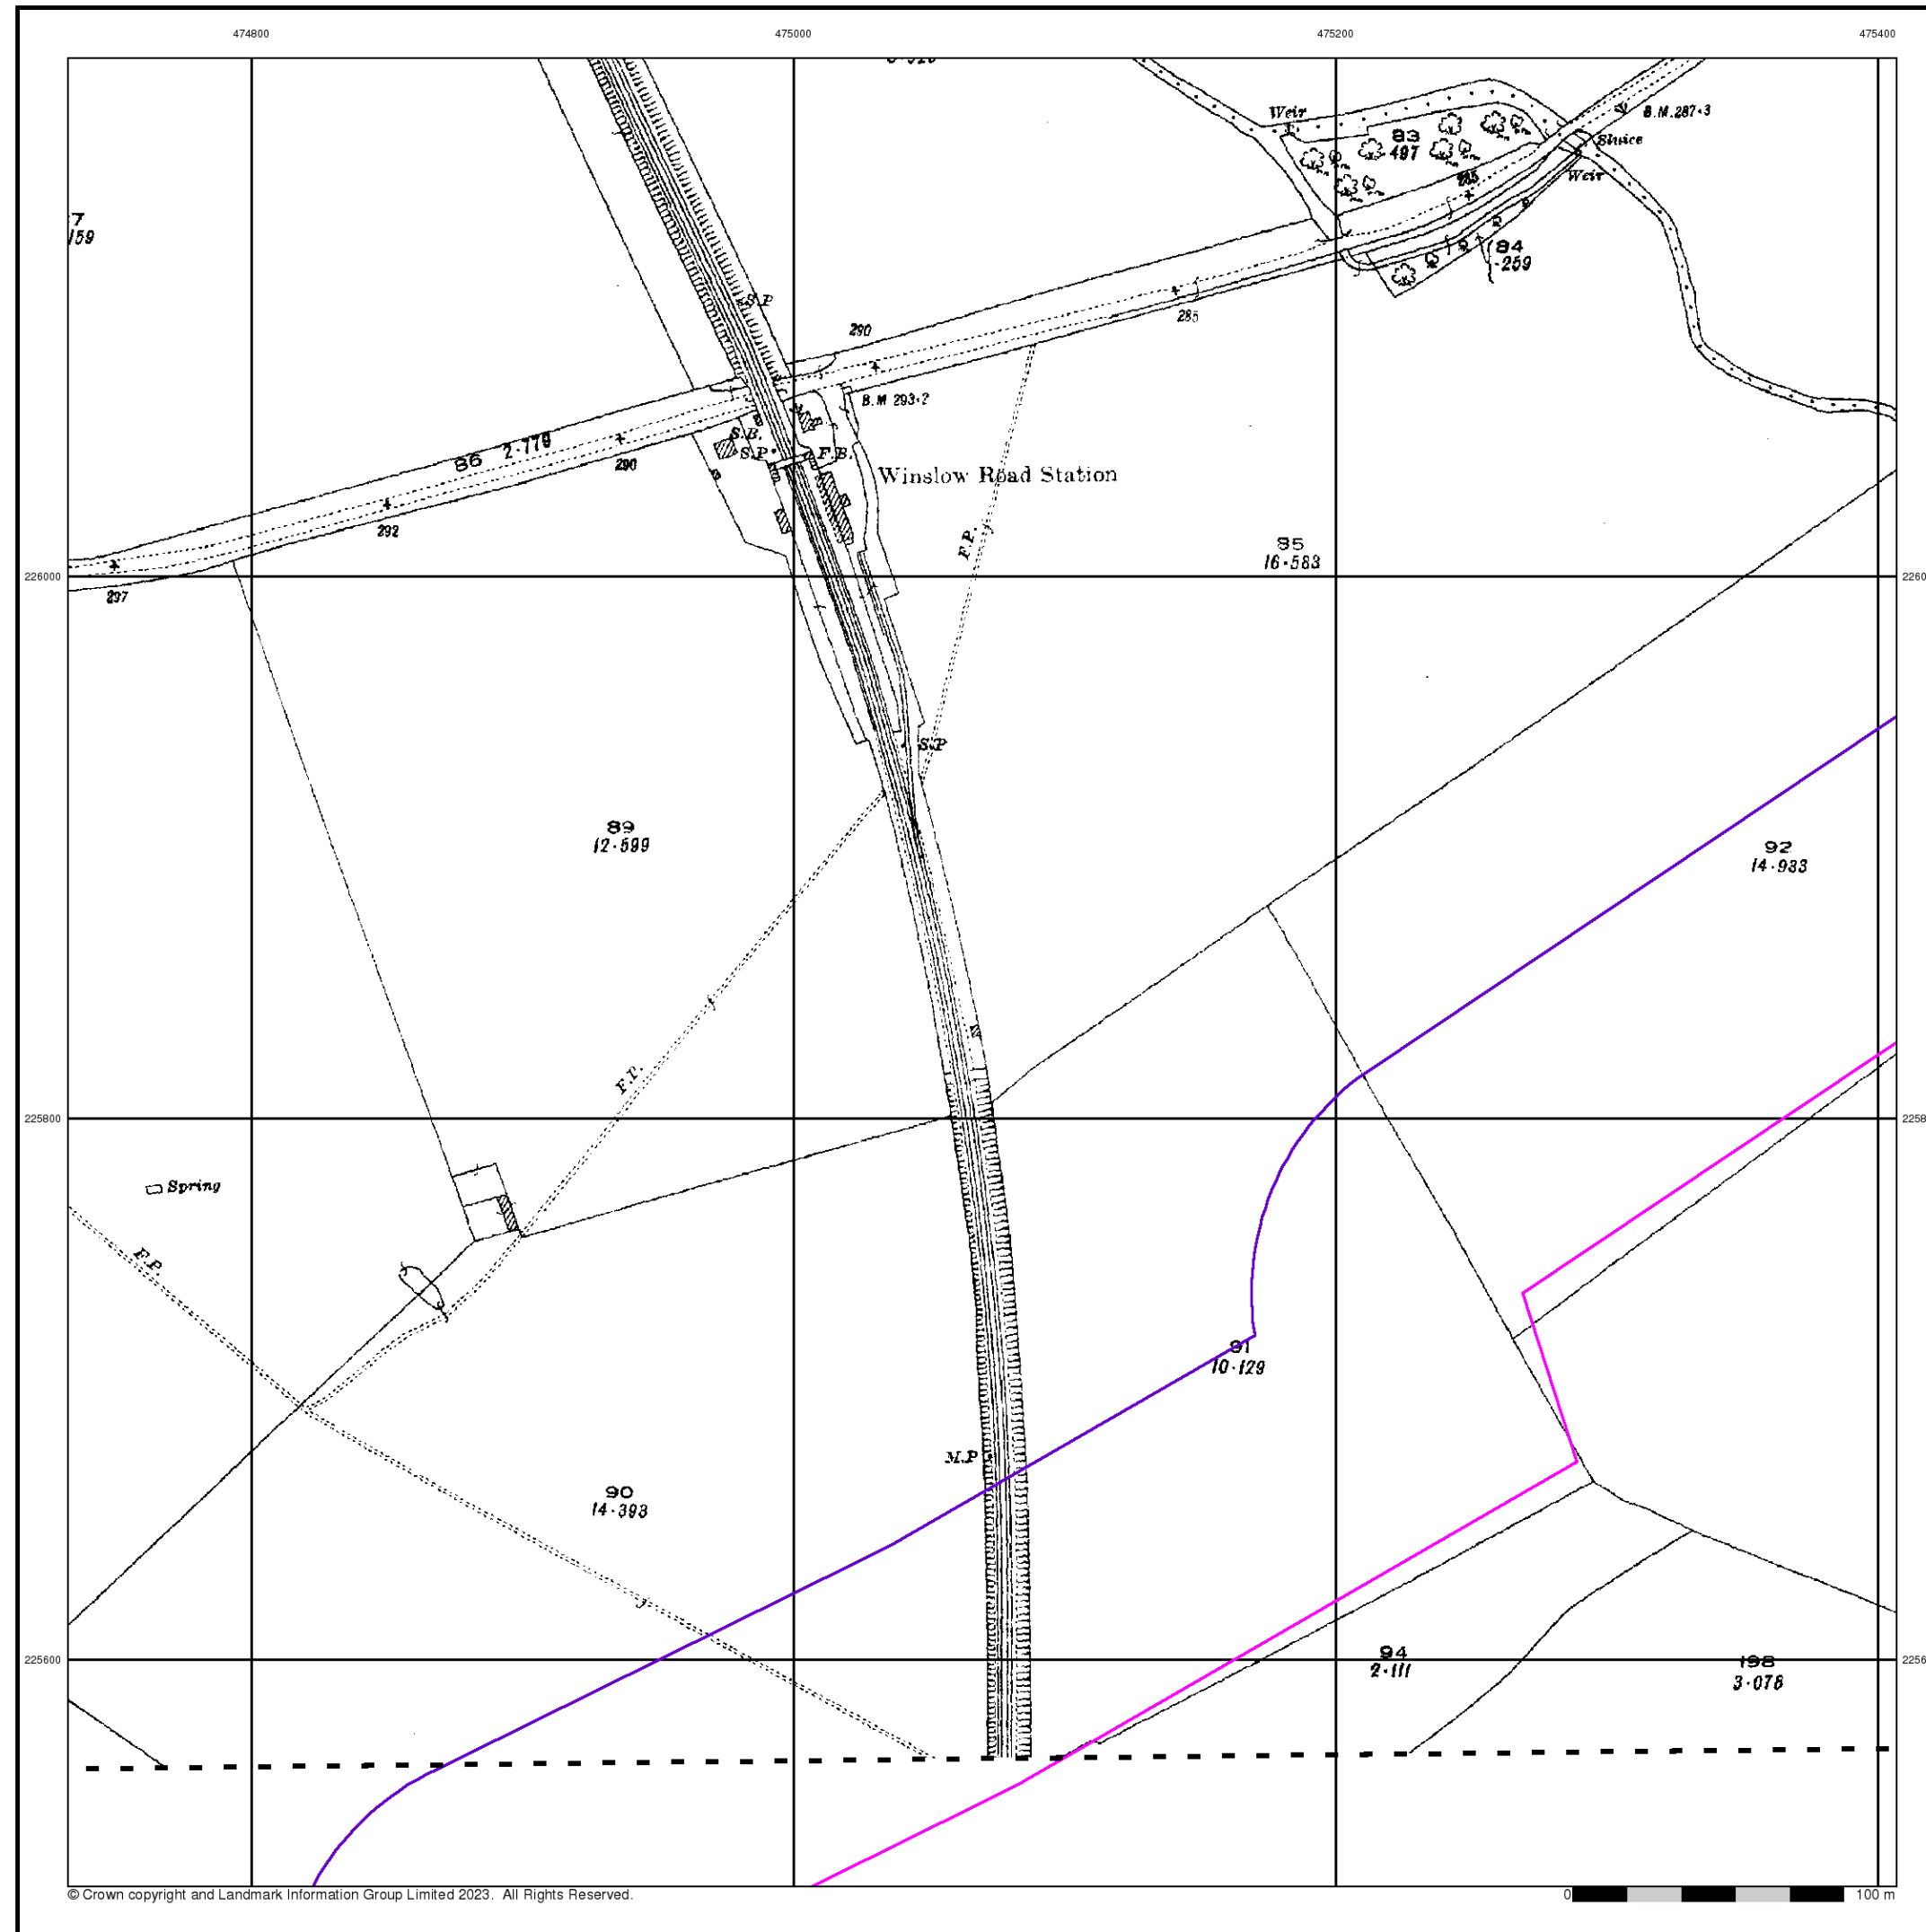 474800
475000
475200
475400
Weir
B.M.287·3
83
·497
Sluice
Weir
285
7
159
84
·259
S.P
290
285
B.M 293·2
86 2·779
S.B.
290
S.P
F.B.
Winslow Road Station
292
F.P.
85
16·583
226000
297
S.P
89
12·599
92
14·933
F.P.
225800
Spring
F.P.
91
10·129
M.P
90
14·393
225600
94
2·111
198
3·078
© Crown copyright and Landmark Information Group Limited 2023. All Rights Reserved.
0
100 m